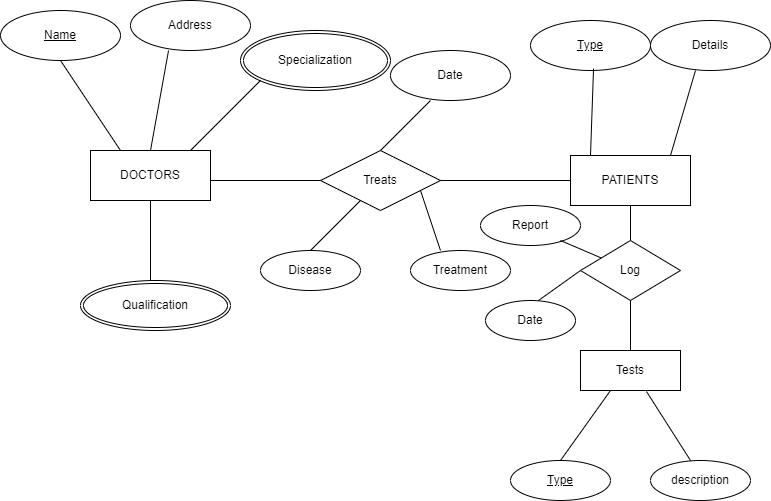 Name
Address
Specialization
Date
Type
Details
DOCTORS
Treats
PATIENTS
Report
Disease
Treatment
Log
Qualification
Date
Tests
Type
description